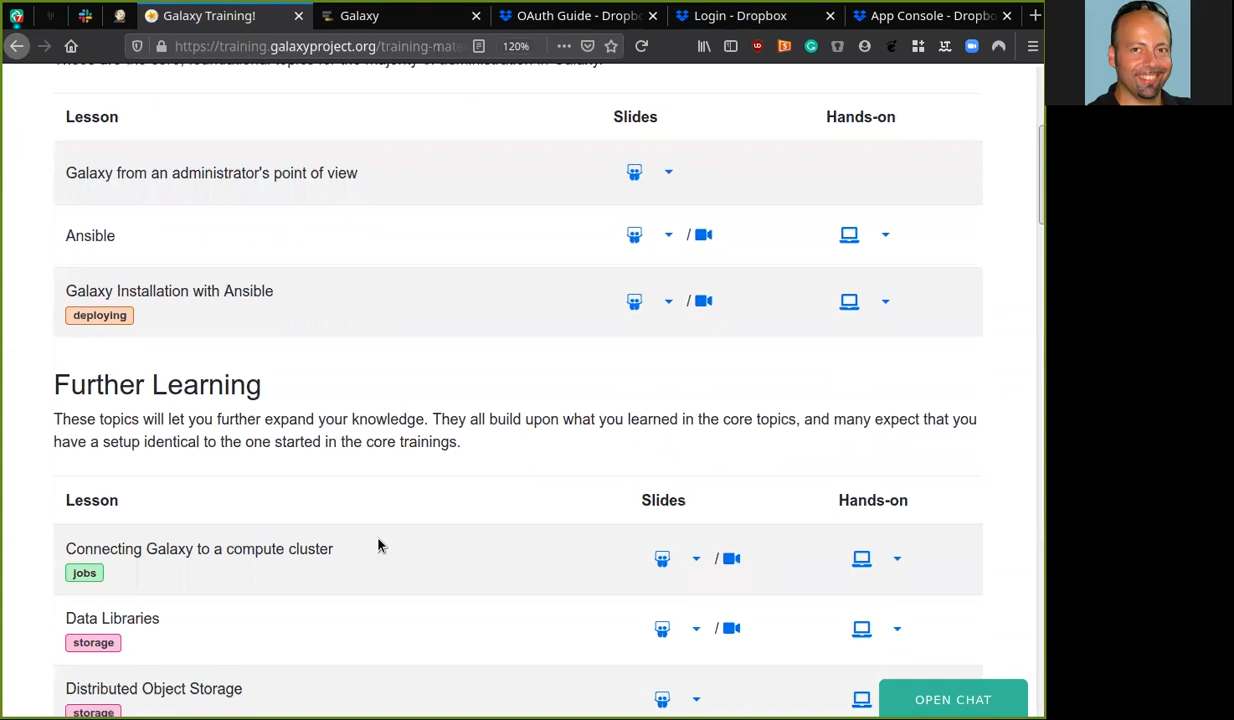 Galaxy Training!
Galaxy
OAuth Guide - Dropbo
Login - Dropbox
App Console - Dropbo
https://training.galaxyproject.org/training-mate
120%
Lesson
Slides
Hands-on
Galaxy from an administrator's point of view
Ansible
/
Galaxy Installation with Ansible
/
deploying
Further Learning
These topics will let you further expand your knowledge. They all build upon what you learned in the core topics, and many expect that you
have a setup identical to the one started in the core trainings.
Lesson
Slides
Hands-on
Connecting Galaxy to a compute cluster
/
jobs
Data Libraries
/
storage
Distributed Object Storage
storage
OPEN CHAT